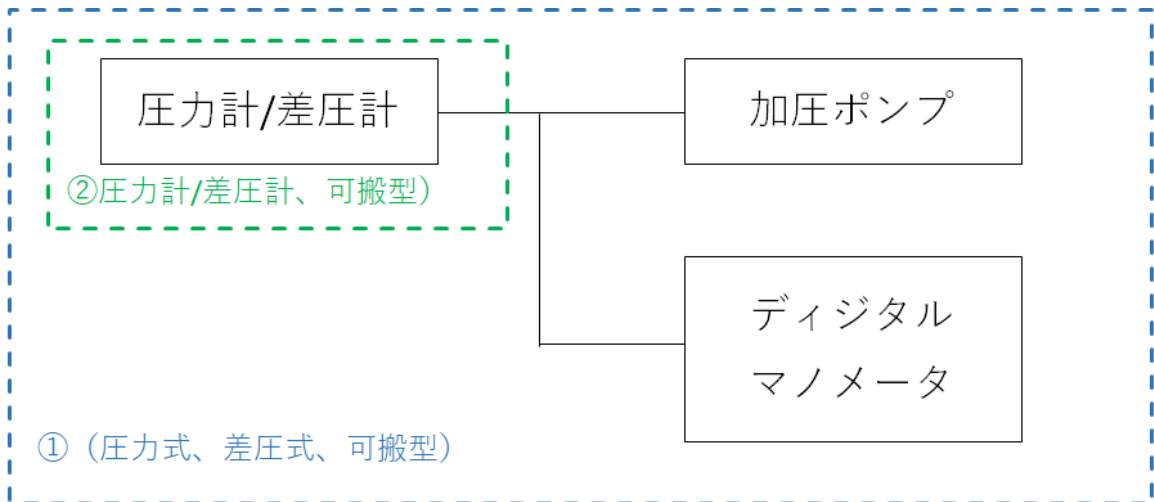 圧力計/差圧計
加圧ポンプ
②圧力計/差圧計、可搬型）
ディジタル
マノメータ
①（圧力式、差圧式、可搬型）